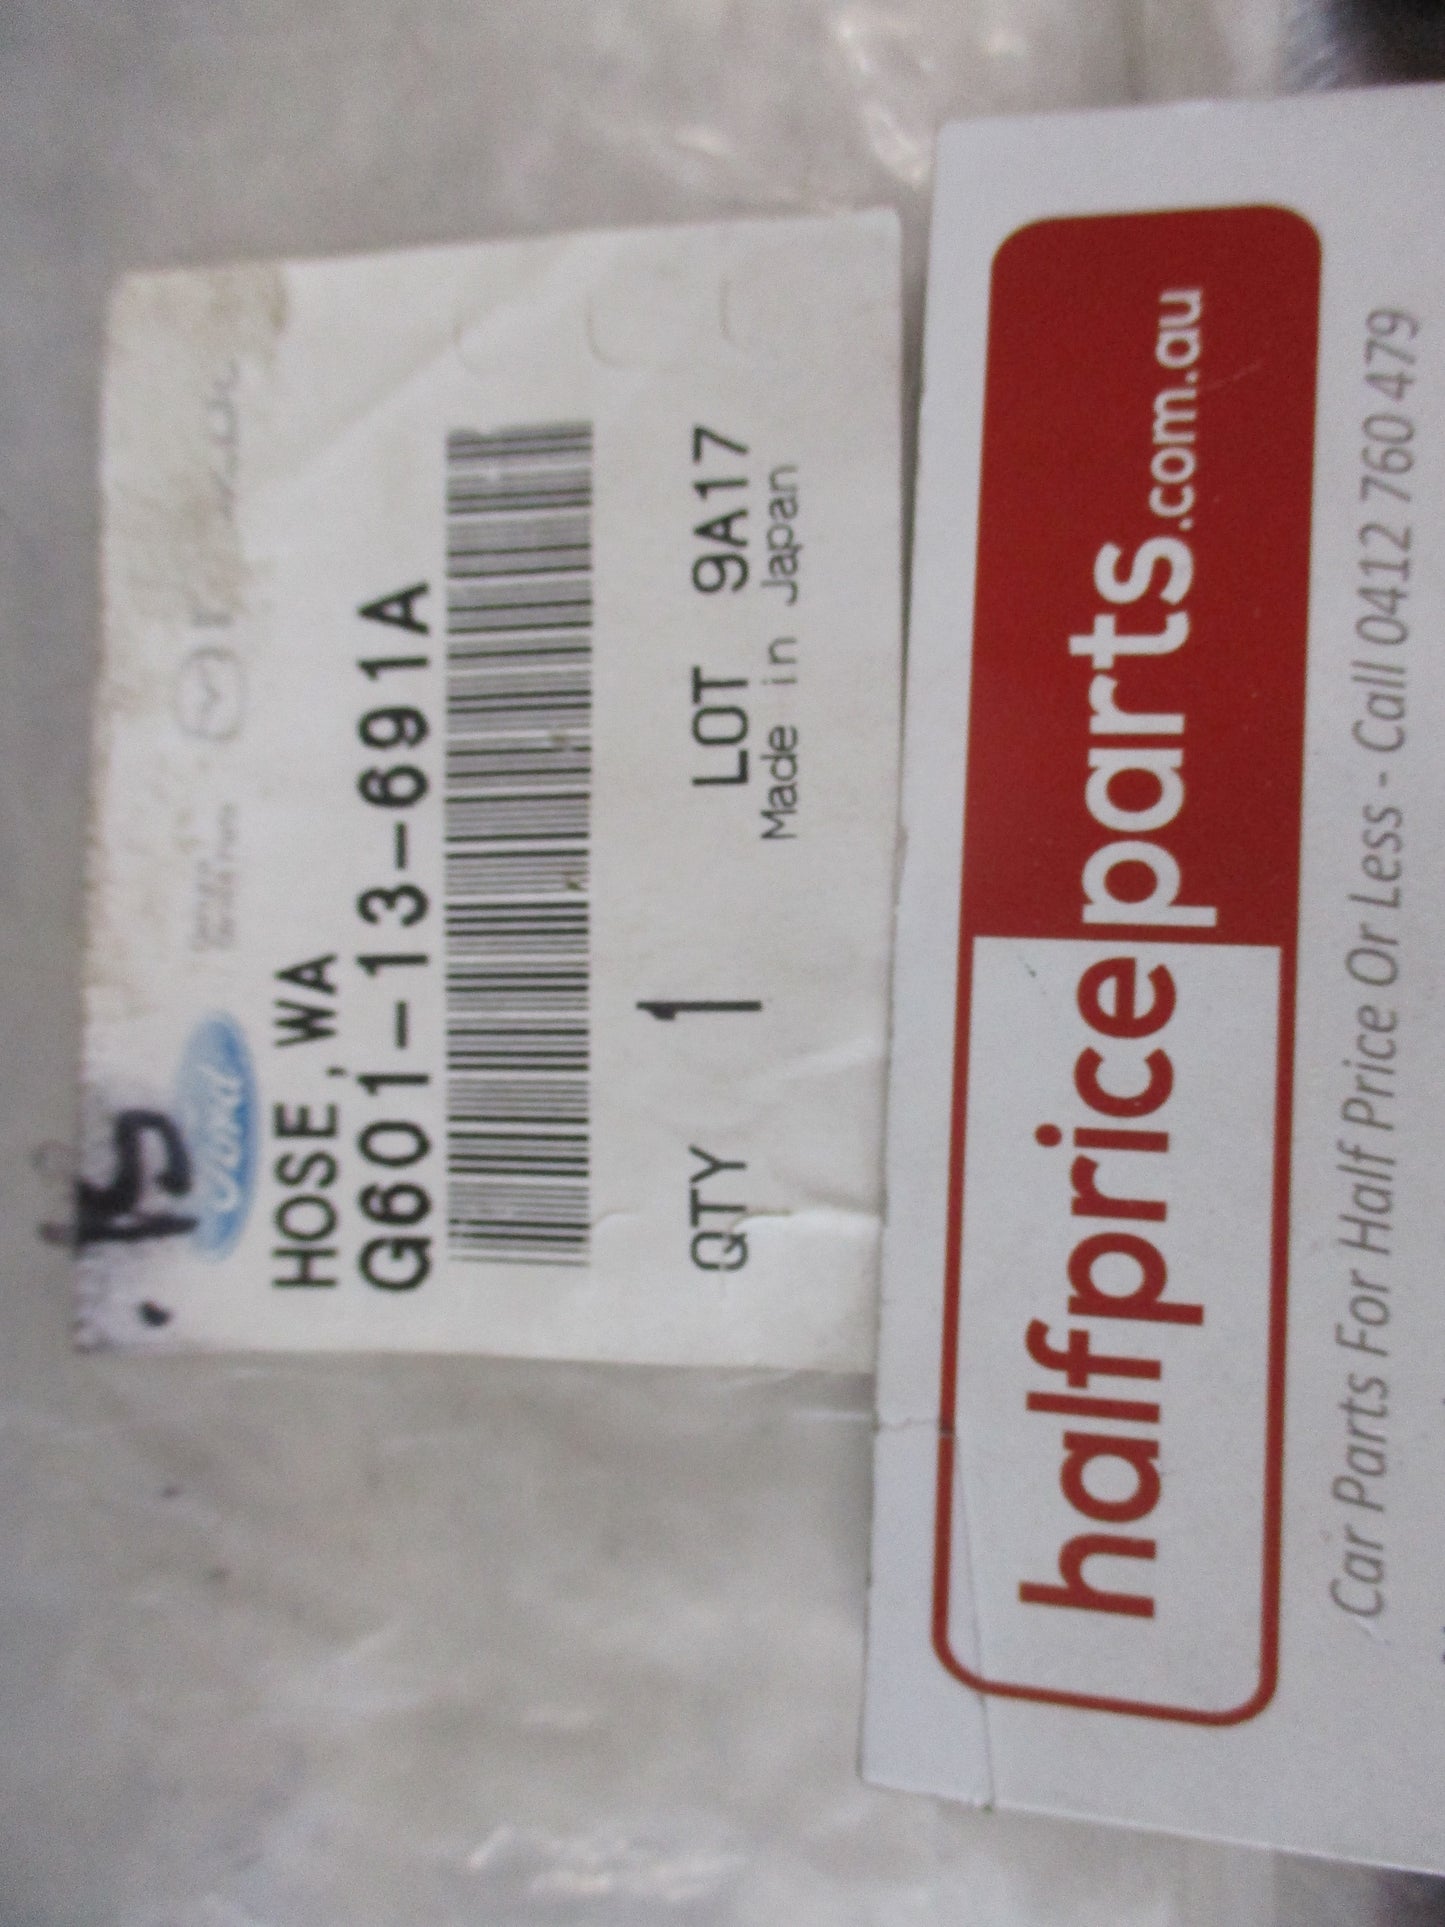 15
Ford
HOSE, WA
G601-13-691A
QTY 1 LOT 9A17
Made in Japan
halfpriceparts.com.au
Car Parts For Half Price Or Less - Call 0412 760 479